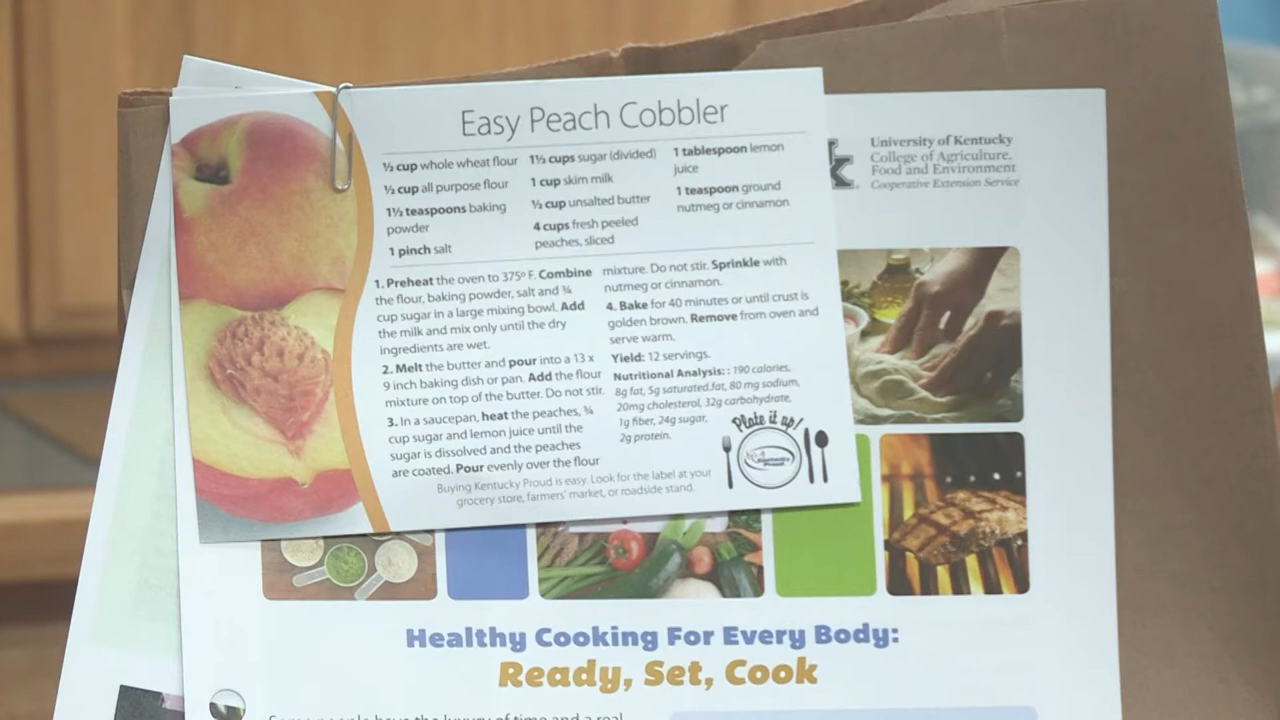 Easy Peach Cobbler
½ cup whole wheat flour
½ cup all purpose flour
1½ teaspoons baking
powder
1 pinch salt
1½ cups sugar (divided)
1 cup skim milk
½ cup unsalted butter
4 cups fresh peeled
peaches, sliced
1 tablespoon lemon
juice
1 teaspoon ground
nutmeg or cinnamon
1. Preheat the oven to 375º F. Combine
the flour, baking powder, salt and ¾
cup sugar in a large mixing bowl. Add
the milk and mix only until the dry
ingredients are wet.
2. Melt the butter and pour into a 13 x
9 inch baking dish or pan. Add the flour
mixture on top of the butter. Do not stir.
3. In a saucepan, heat the peaches, ¾
cup sugar and lemon juice until the
sugar is dissolved and the peaches
are coated. Pour evenly over the flour
mixture. Do not stir. Sprinkle with
nutmeg or cinnamon.
4. Bake for 40 minutes or until crust is
golden brown. Remove from oven and
serve warm.
Yield: 12 servings.
Nutritional Analysis: : 190 calories,
8g fat, 5g saturated fat, 80 mg sodium,
20mg cholesterol, 32g carbohydrate,
1g fiber, 24g sugar,
2g protein.
Plate it up!
Kentucky
Proud
Buying Kentucky Proud is easy. Look for the label at your
grocery store, farmers' market, or roadside stand.
University of Kentucky
College of Agriculture,
Food and Environment
Cooperative Extension Service
Healthy Cooking For Every Body:
Ready, Set, Cook